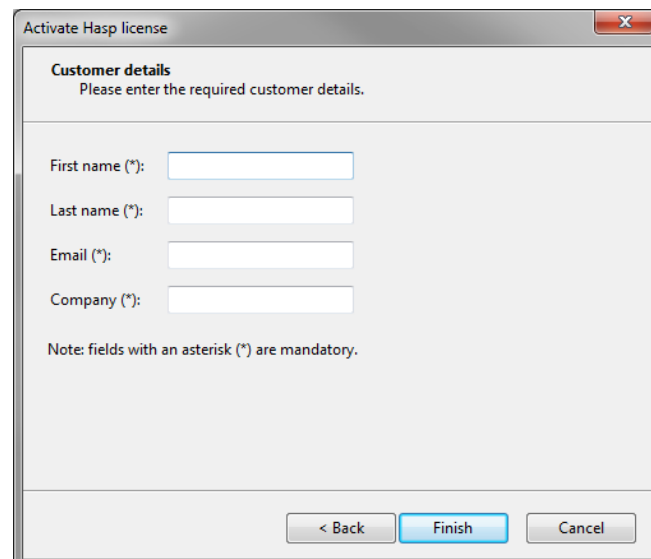 Activate Hasp license
Customer details
Please enter the required customer details.
First name (*):
Last name (*):
Email (*):
Company (*):
Note: fields with an asterisk (*) are mandatory.
< Back Finish Cancel